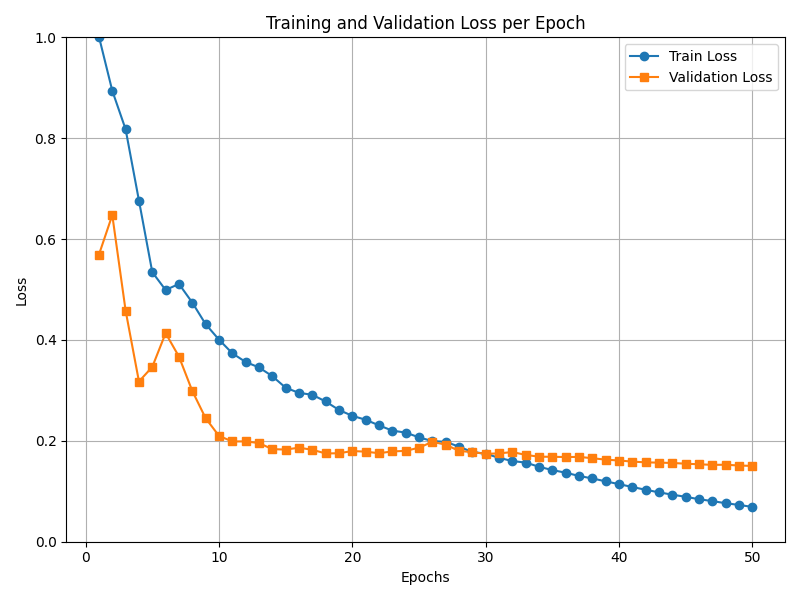 Training and Validation Loss per Epoch
Train Loss
Validation Loss
1.0
0.8
0.6
0.4
0.2
0.0
Loss
0 10 20 30 40 50
Epochs